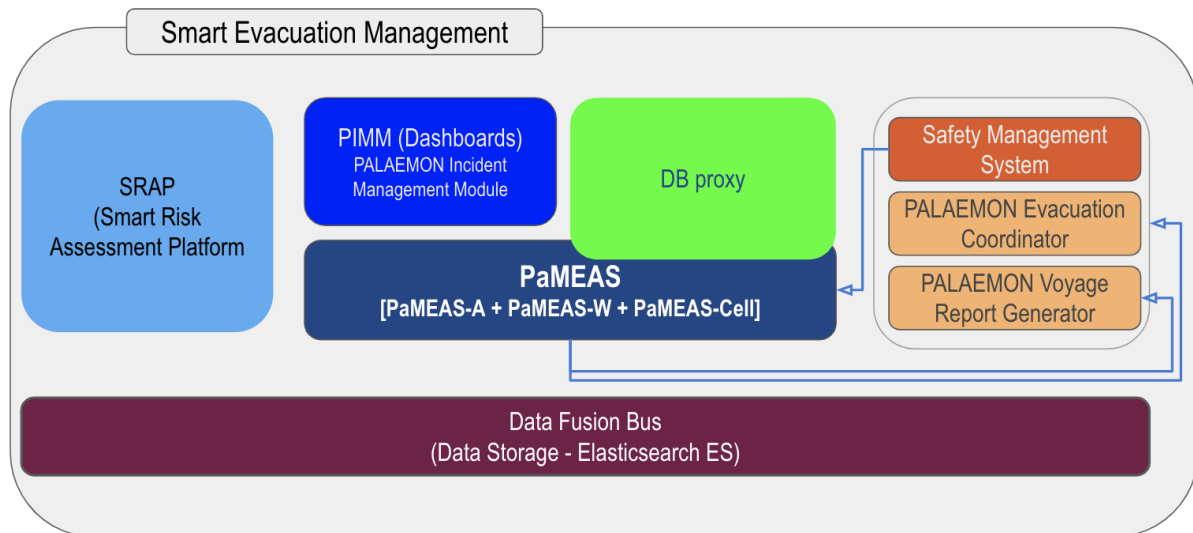 Smart Evacuation Management
SRAP
(Smart Risk
Assessment Platform
PIMM (Dashboards)
PALAEMON Incident
Management Module
DB proxy
PaMEAS
[PaMEAS-A + PaMEAS-W + PaMEAS-Cell]
Safety Management
System
PALAEMON Evacuation
Coordinator
PALAEMON Voyage
Report Generator
Data Fusion Bus
(Data Storage - Elasticsearch ES)